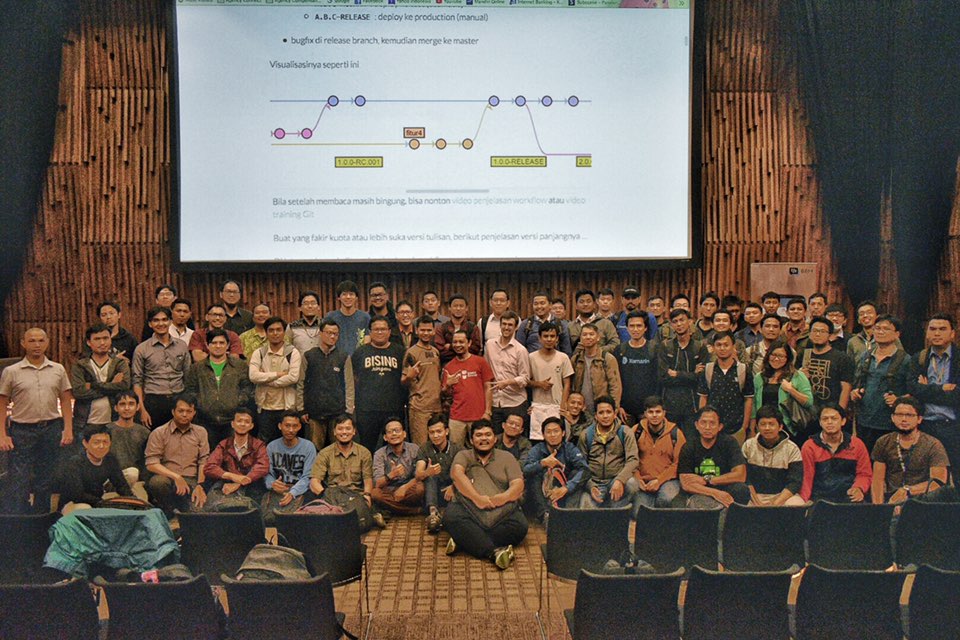 A.B.C-RELEASE : deploy ke production (manual)
bugfix di release branch, kemudian merge ke master
Visualisasinya seperti ini
fitur4
1.0.0-RC.001
1.0.0-RELEASE
2.0.
Bila setelah membaca masih bingung, bisa nonton video penjelasan workflow atau video
training Git
Buat yang fakir kuota atau lebih suka versi tulisan, berikut penjelasan versi panjangnya ...
BISING
Xamarin